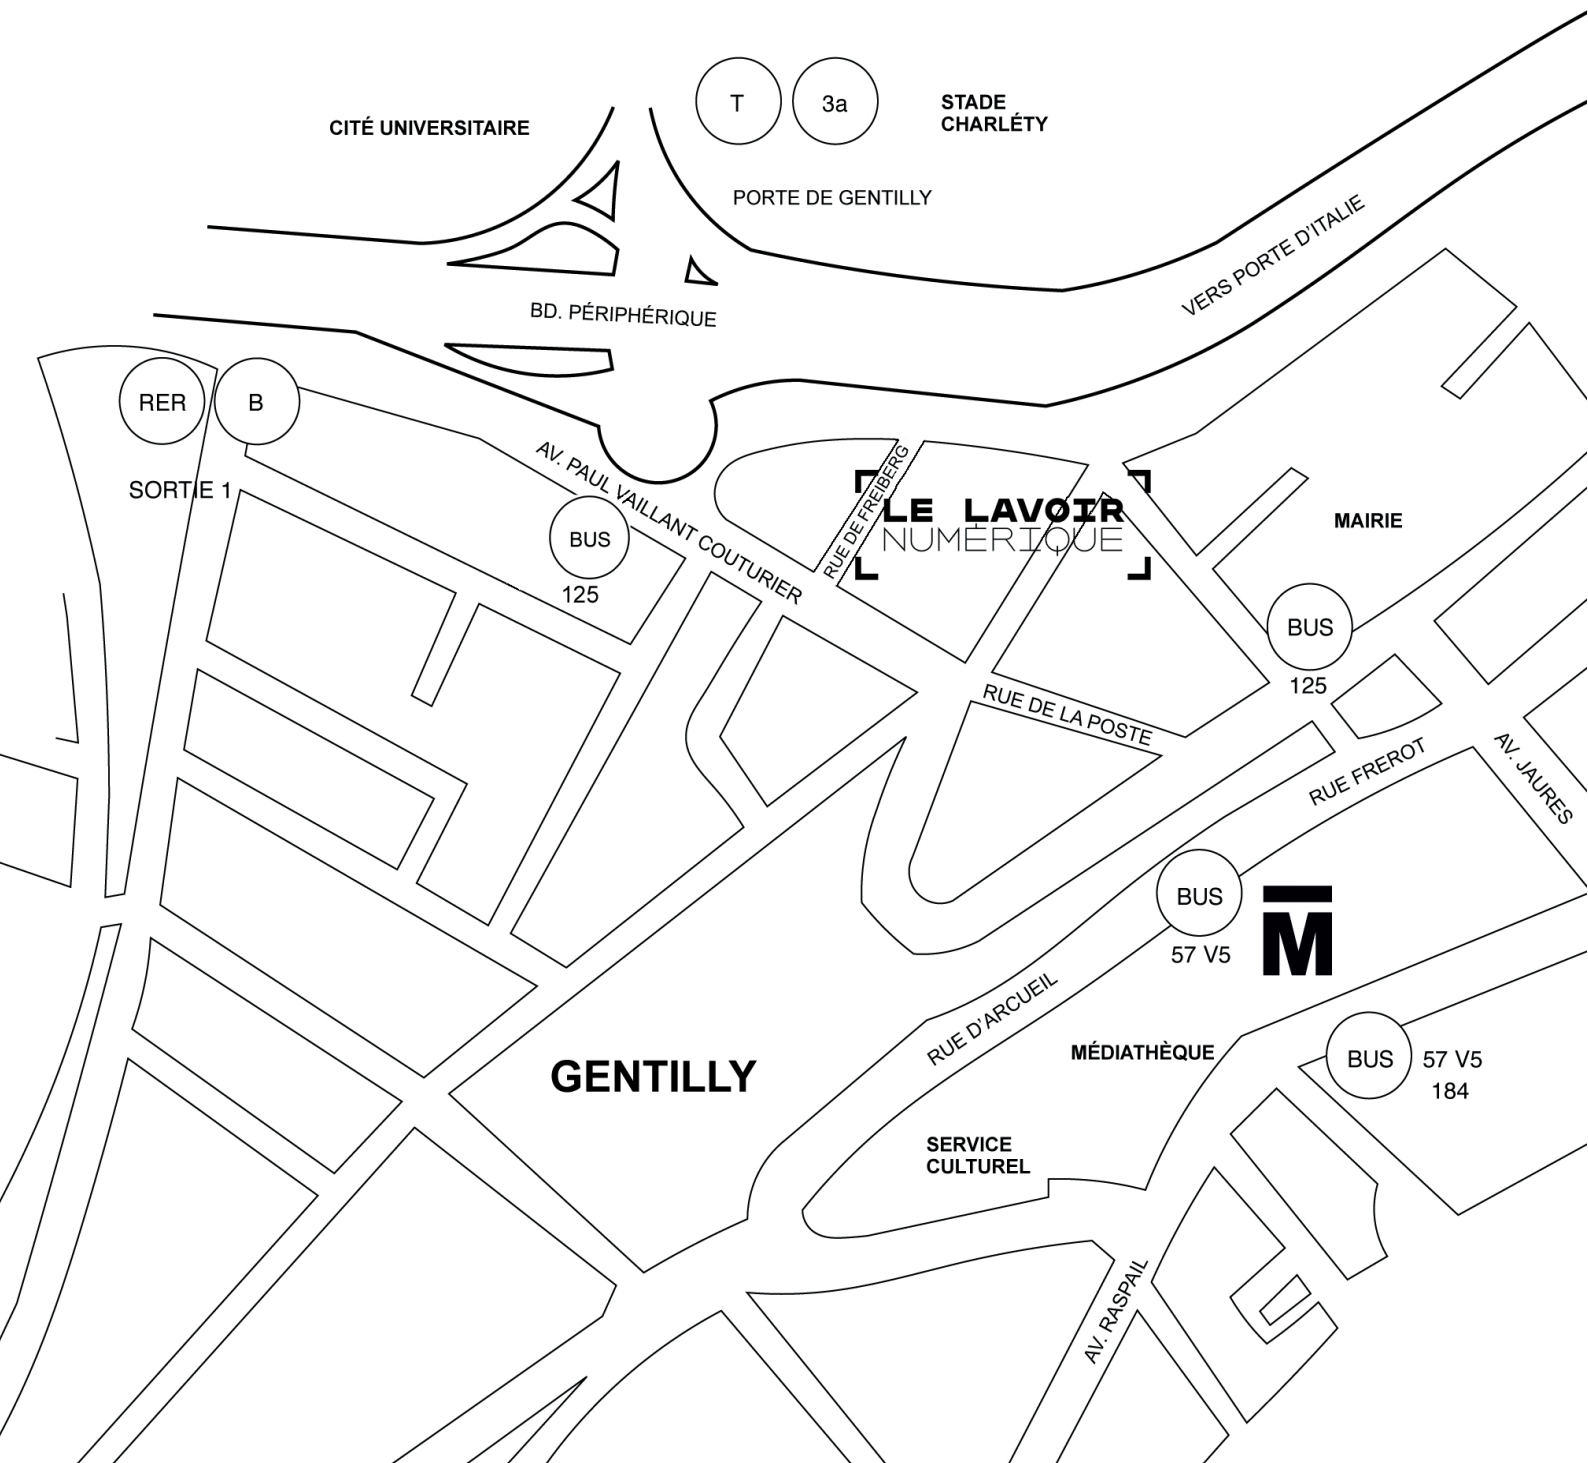 T
3a
STADE
CHARLÉTY
CITÉ UNIVERSITAIRE
PORTE DE GENTILLY
VERS PORTE D'ITALIE
BD. PÉRIPHÉRIQUE
RER
B
SORTIE 1
AV. PAUL VAILLANT COUTURIER
BUS
125
RUE DE FREIBERG
LE LAVOIR
NUMÉRIQUE
MAIRIE
BUS
125
RUE DE LA POSTE
RUE FREROT
AV. JAURES
BUS
57 V5
M
RUE D'ARCUEIL
MÉDIATHÈQUE
BUS
57 V5
184
GENTILLY
SERVICE
CULTUREL
AV. RASPAIL